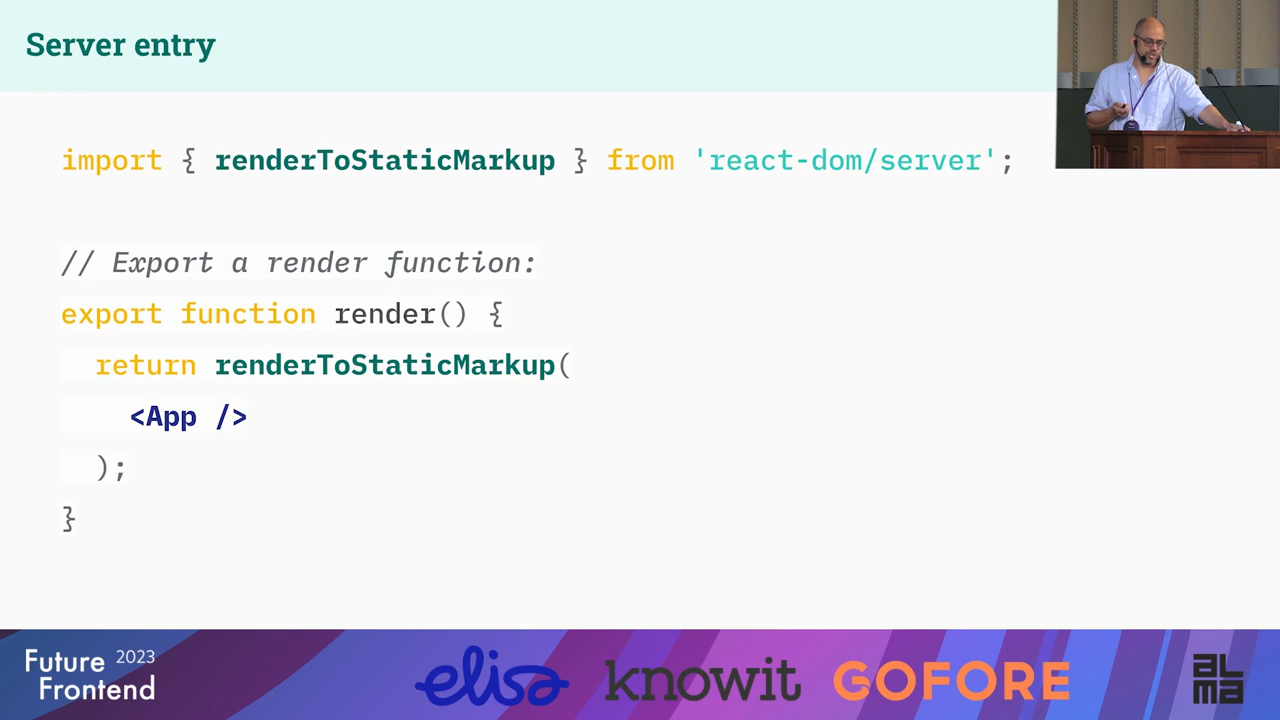 Server entry
import { renderToStaticMarkup } from 'react-dom/server';
// Export a render function:
export function render() {
return renderToStaticMarkup(
<App />
);
}
Future 2023
Frontend
elisa
knowit
GOFORE
alma